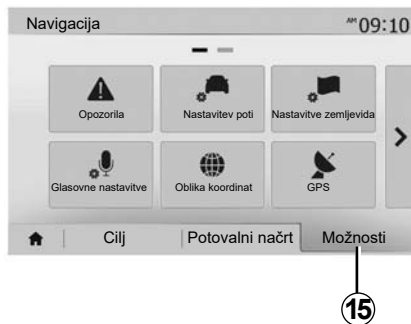 Navigacija
AM 09:10
Opozorila
Nastavitev poti
Nastavitve zemljevida
Glasovne nastavitve
Oblika koordinat
GPS
Cilj
Potovalni načrt
Možnosti
15